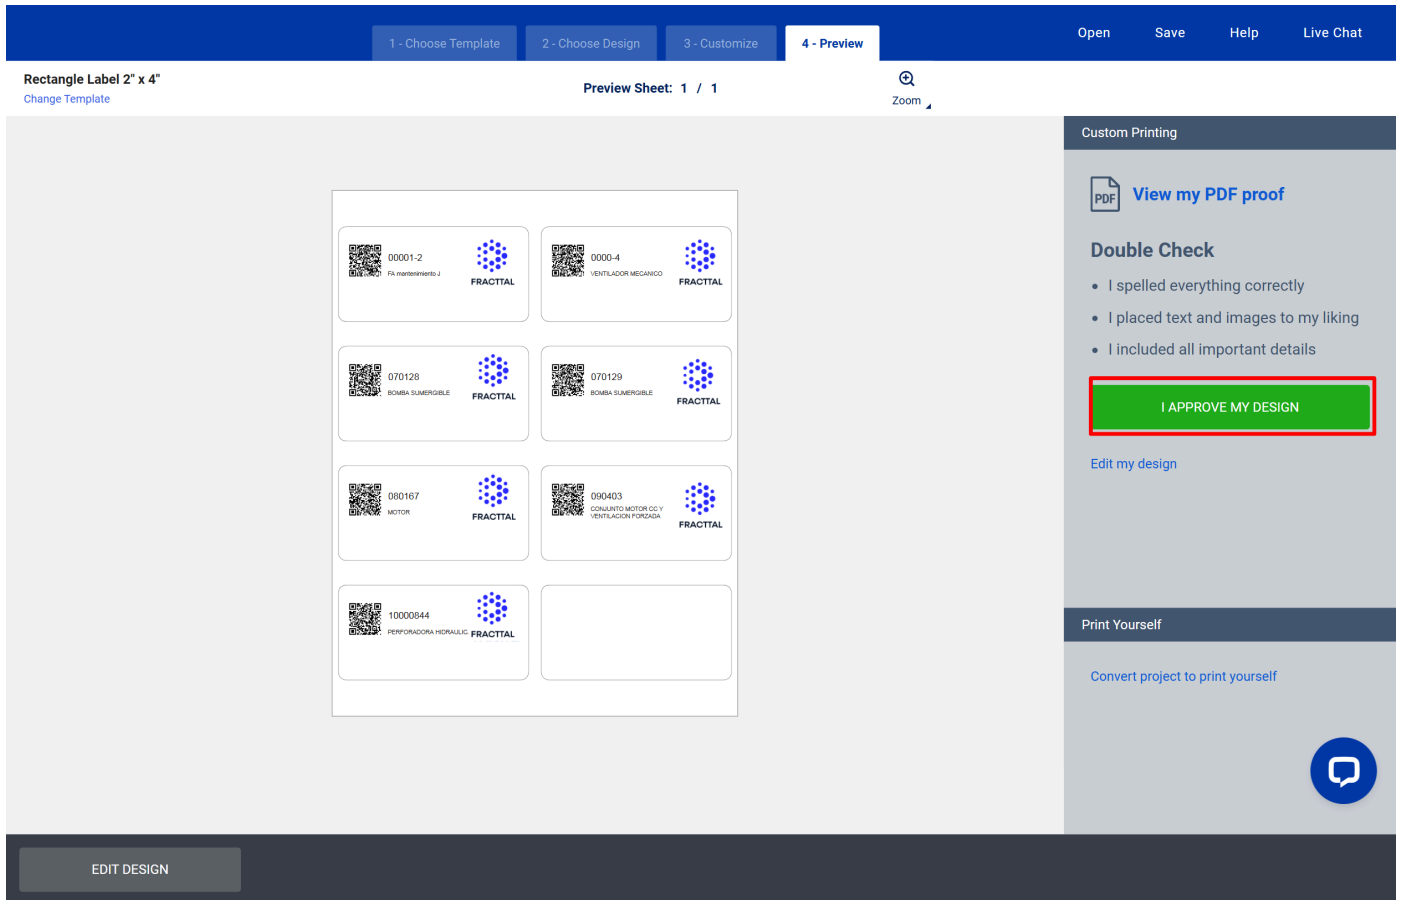 1 - Choose Template
2 - Choose Design
3 - Customize
4 - Preview
Open
Save
Help
Live Chat
Rectangle Label 2" x 4"
Change Template
Preview Sheet: 1 / 1
Zoom
Custom Printing
PDF
View my PDF proof
Double Check
• I spelled everything correctly
• I placed text and images to my liking
• I included all important details
I APPROVE MY DESIGN
Edit my design
00001-2
FA mantenimiento J
FRACTTAL
0000-4
VENTILADOR MECANICO
FRACTTAL
070128
BOMBA SUMERGIBLE
FRACTTAL
070129
BOMBA SUMERGIBLE
FRACTTAL
080167
MOTOR
FRACTTAL
090403
CONJUNTO MOTOR CC Y
VENTILACION FORZADA
FRACTTAL
10000844
PERFORADORA HIDRAULIC
FRACTTAL
Print Yourself
Convert project to print yourself
EDIT DESIGN